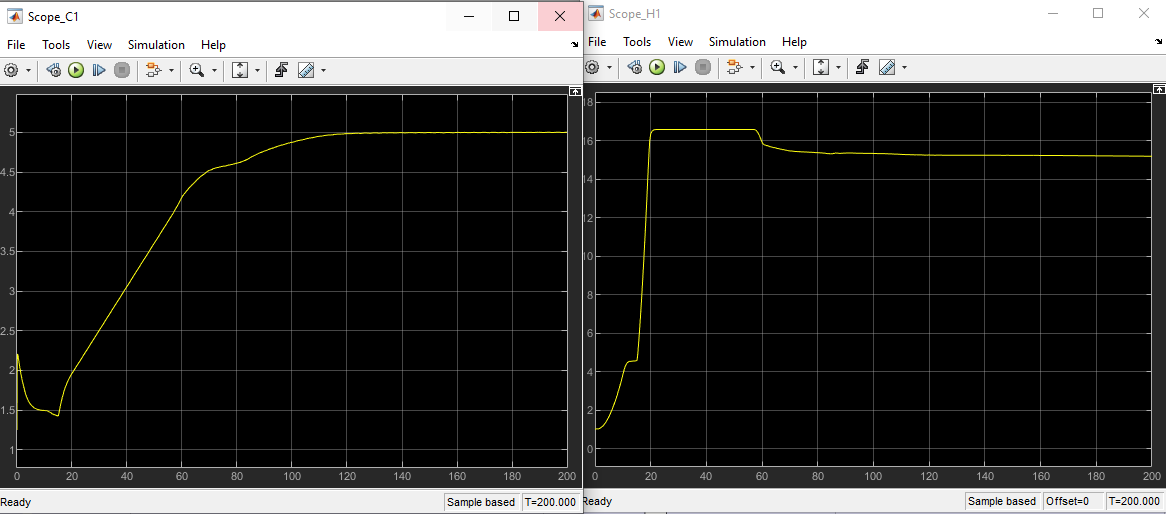 Scope_C1
File Tools View Simulation Help
5
4.5
4
3.5
3
2.5
2
1.5
1
0 20 40 60 80 100 120 140 160 180 200
Ready Sample based T=200.000
Scope_H1
File Tools View Simulation Help
18
16
14
12
10
8
6
4
2
0
0 20 40 60 80 100 120 140 160 180 200
Ready Sample based Offset=0 T=200.000